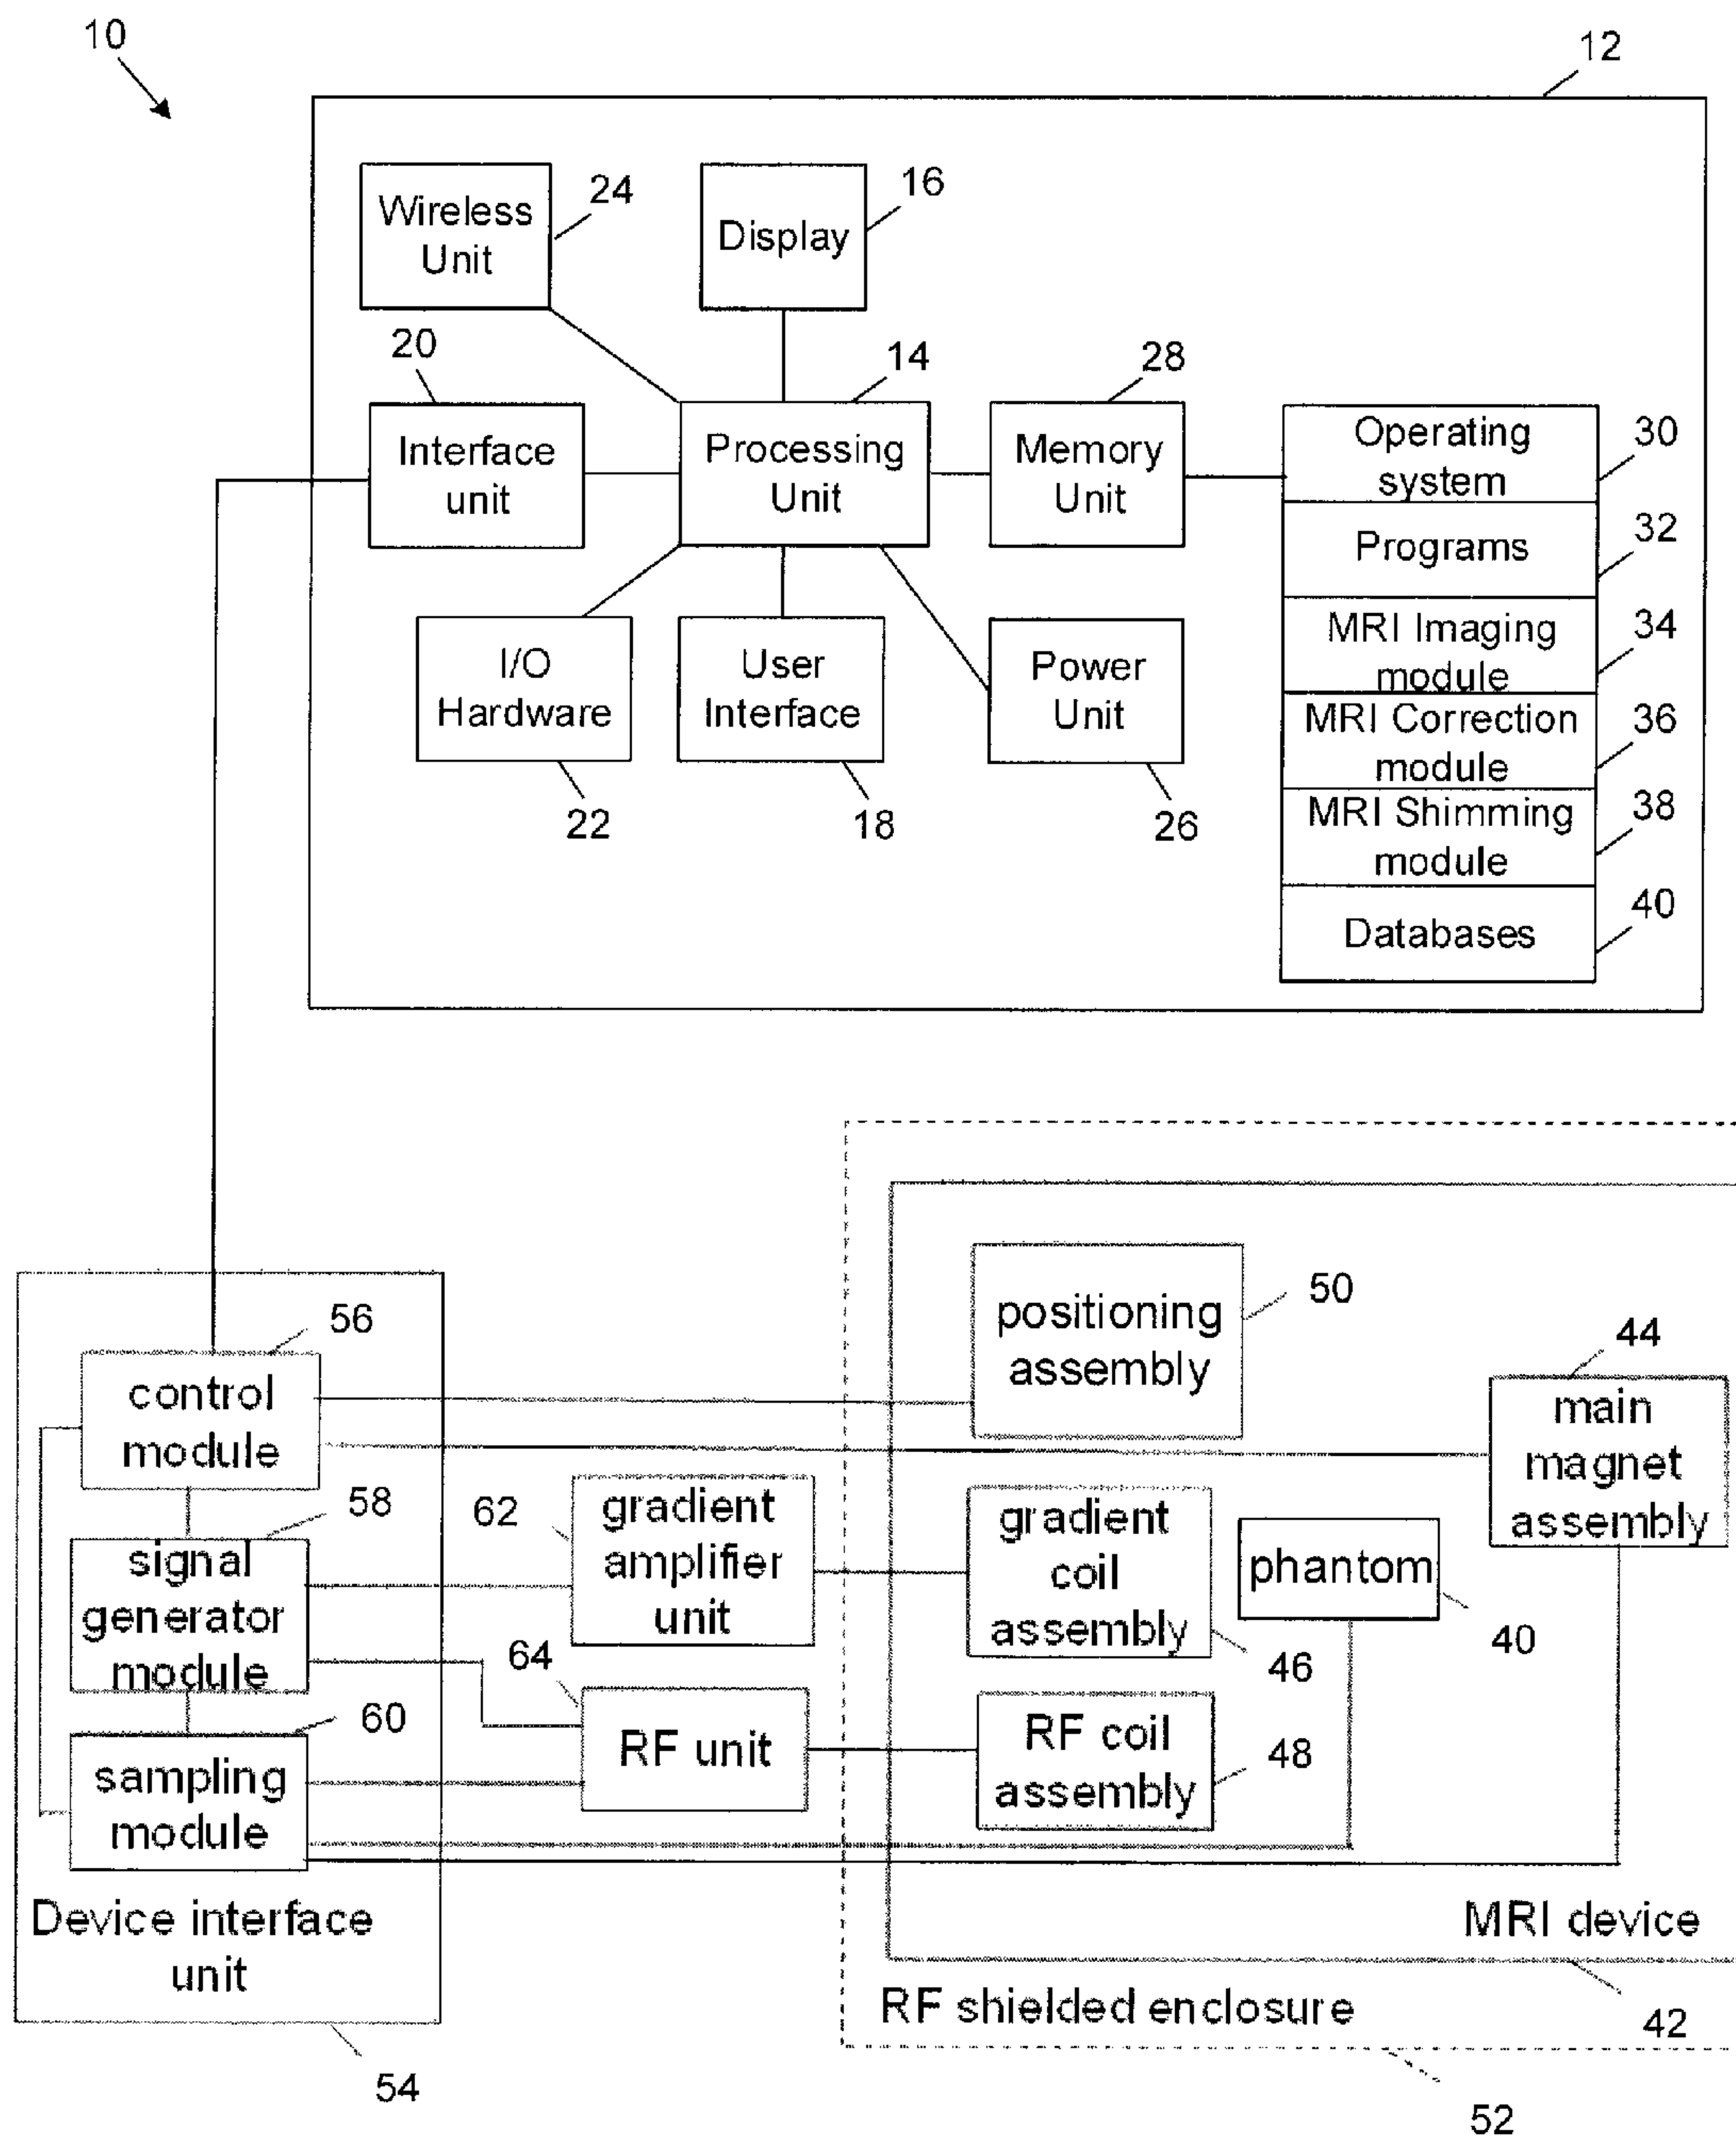 10
12
Wireless
Unit
24
Display
16
20
Interface
unit
14
Processing
Unit
28
Memory
Unit
Operating
system
30
Programs
32
MRI Imaging
module
34
MRI Correction
module
36
MRI Shimming
module
38
Databases
40
I/O
Hardware
22
User
Interface
18
Power
Unit
26
56
control
module
58
signal
generator
module
60
sampling
module
Device interface
unit
54
62
gradient
amplifier
unit
64
RF unit
positioning
assembly
50
44
main
magnet
assembly
gradient
coil
assembly
46
phantom
40
RF coil
assembly
48
MRI device
42
RF shielded enclosure
52